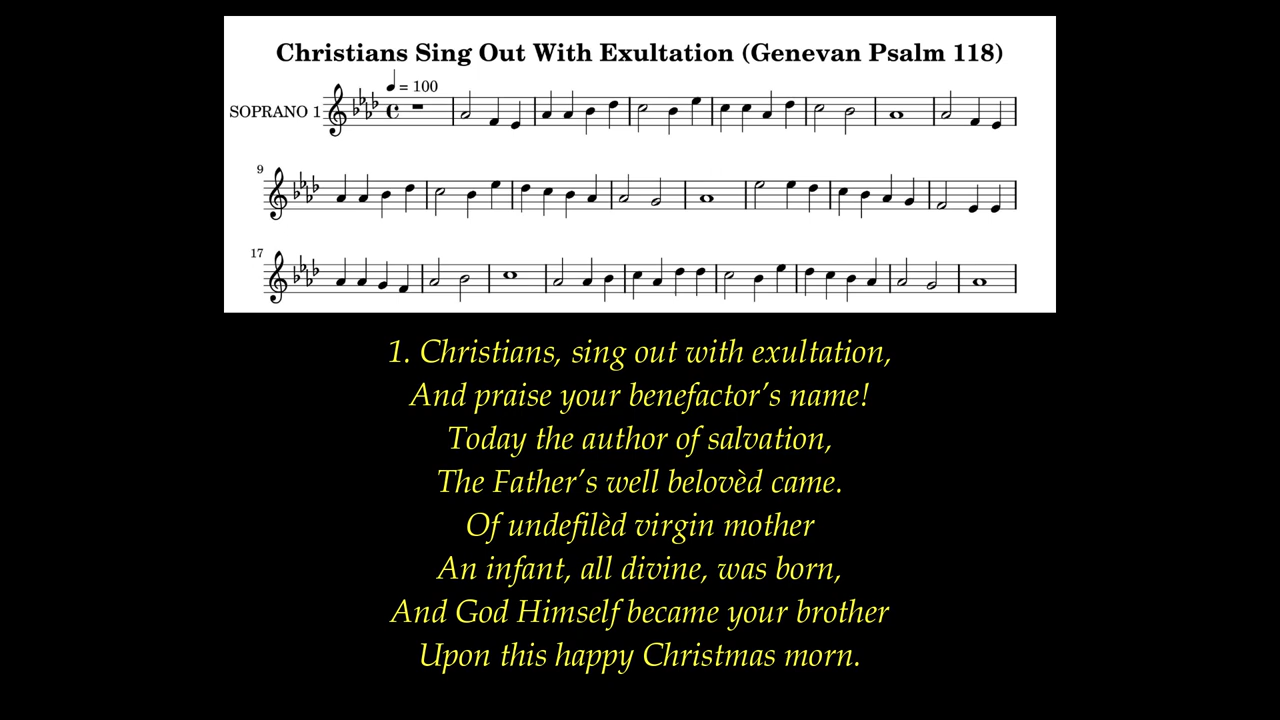 Christians Sing Out With Exultation (Genevan Psalm 118)
♩ = 100
SOPRANO 1
9
17
1. Christians, sing out with exultation,
And praise your benefactor’s name!
Today the author of salvation,
The Father’s well belovèd came.
Of undefilèd virgin mother
An infant, all divine, was born,
And God Himself became your brother
Upon this happy Christmas morn.